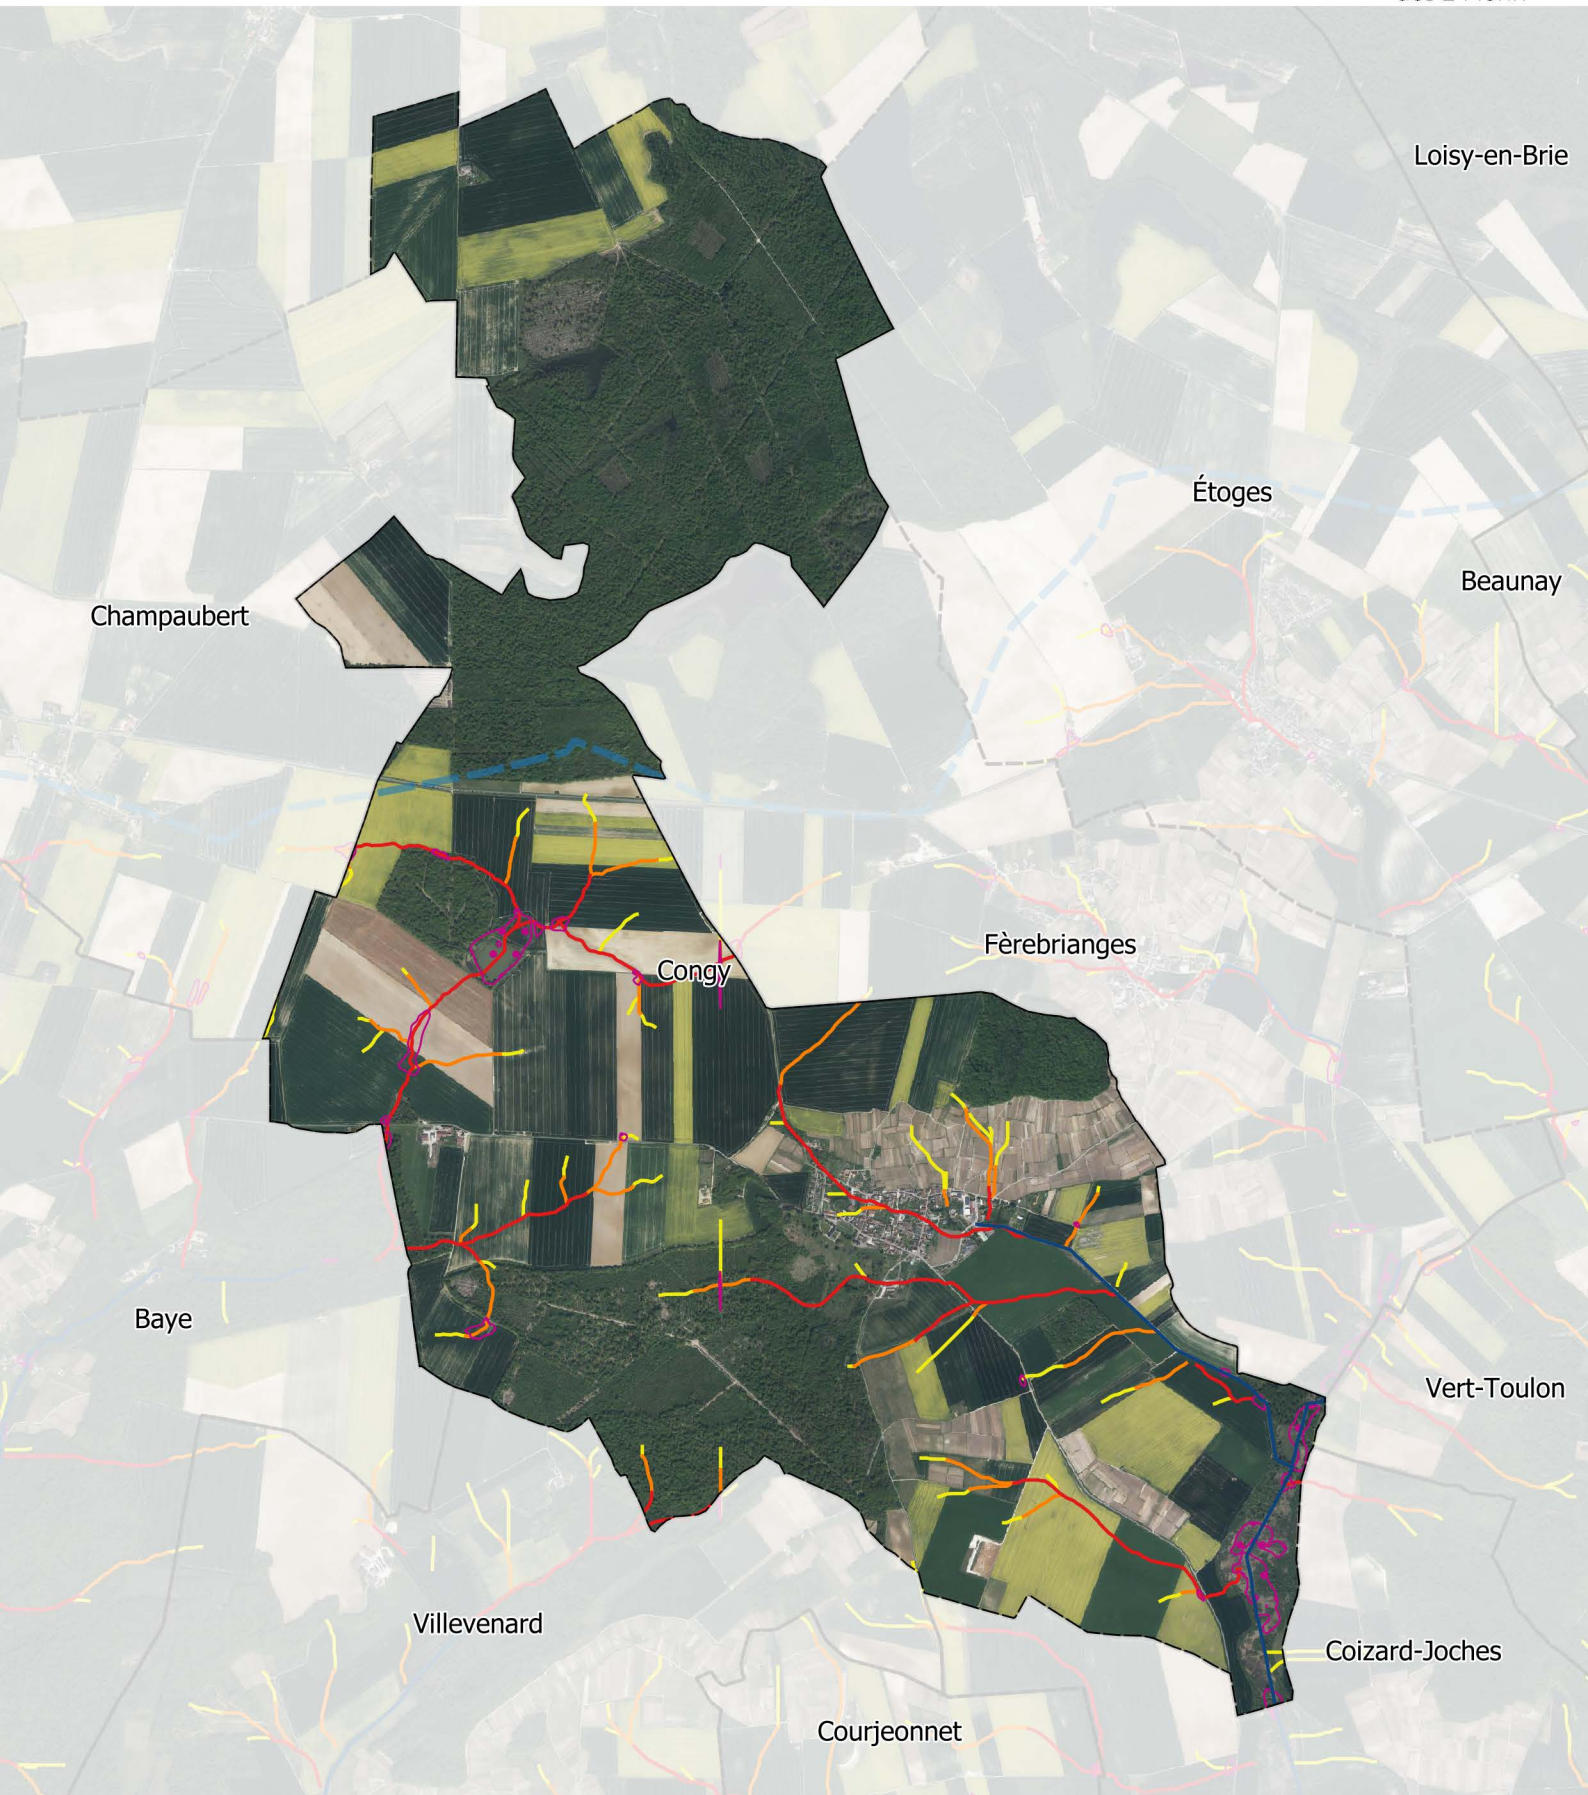 Loisy-en-Brie
Étoges
Beaunay
Champaubert
Fèrebrianges
Congy
Baye
Vert-Toulon
Villevenard
Coizard-Joches
Courjeonnet